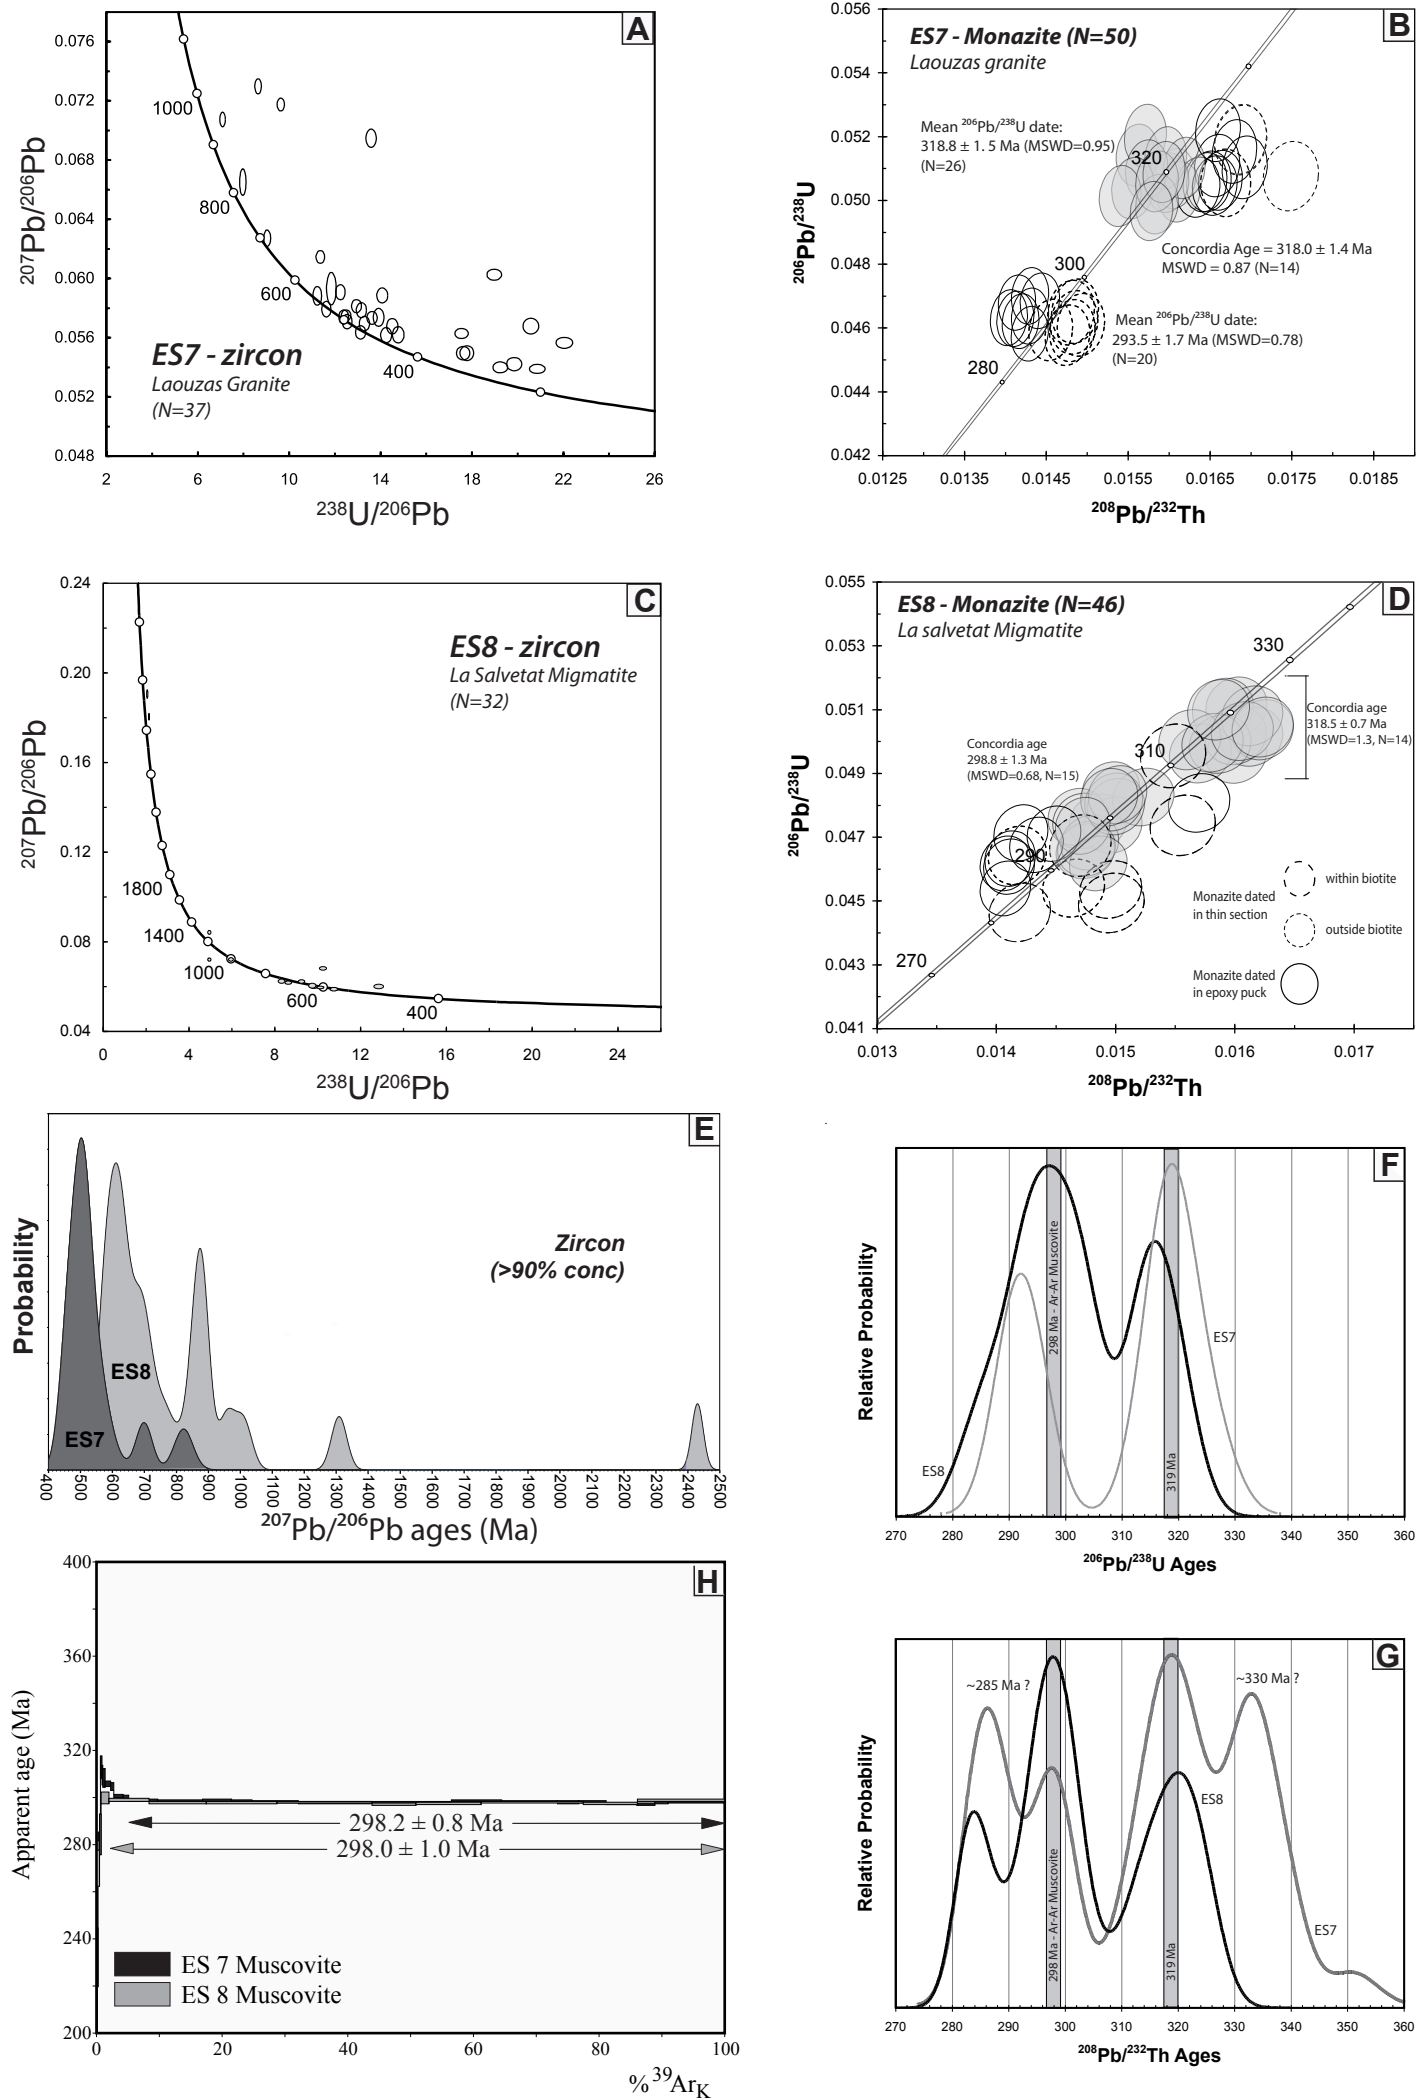 A
0.076
0.072
0.068
0.064
0.060
0.056
0.052
0.048
207Pb/206Pb
1000
800
600
400
ES7 - zircon
Laouzas Granite
(N=37)
2 6 10 14 18 22 26
238U/206Pb
B
0.056
0.054
0.052
0.050
0.048
0.046
0.044
0.042
206Pb/238U
ES7 - Monazite (N=50)
Laouzas granite
Mean 206Pb/238U date:
318.8 ± 1. 5 Ma (MSWD=0.95)
(N=26)
320
Concordia Age = 318.0 ± 1.4 Ma
MSWD = 0.87 (N=14)
300
Mean 206Pb/238U date:
293.5 ± 1.7 Ma (MSWD=0.78)
(N=20)
280
0.0125 0.0135 0.0145 0.0155 0.0165 0.0175 0.0185
208Pb/232Th
C
0.24
0.20
0.16
0.12
0.08
0.04
207Pb/206Pb
ES8 - zircon
La Salvetat Migmatite
(N=32)
1800
1400
1000
600
400
0 4 8 12 16 20 24
238U/206Pb
D
0.055
0.053
0.051
0.049
0.047
0.045
0.043
0.041
206Pb/238U
ES8 - Monazite (N=46)
La salvetat Migmatite
330
Concordia age
318.5 ± 0.7 Ma
(MSWD=1.3, N=14)
310
Concordia age
298.8 ± 1.3 Ma
(MSWD=0.68, N=15)
290
270
Monazite dated
in thin section
within biotite
outside biotite
Monazite dated
in epoxy puck
0.013 0.014 0.015 0.016 0.017
208Pb/232Th
E
Probability
Zircon
(>90% conc)
ES8
ES7
400 500 600 700 800 900 1000 1100 1200 1300 1400 1500 1600 1700 1800 1900 2000 2100 2200 2300 2400 2500
207Pb/206Pb ages (Ma)
F
Relative Probability
298 Ma - Ar-Ar Muscovite
319 Ma
ES7
ES8
270 280 290 300 310 320 330 340 350 360
206Pb/238U Ages
H
400
360
320
280
240
200
Apparent age (Ma)
298.2 ± 0.8 Ma
298.0 ± 1.0 Ma
ES 7 Muscovite
ES 8 Muscovite
0 20 40 60 80 100
%39ArK
G
Relative Probability
~285 Ma ?
~330 Ma ?
298 Ma - Ar-Ar Muscovite
319 Ma
ES8
ES7
270 280 290 300 310 320 330 340 350 360
208Pb/232Th Ages